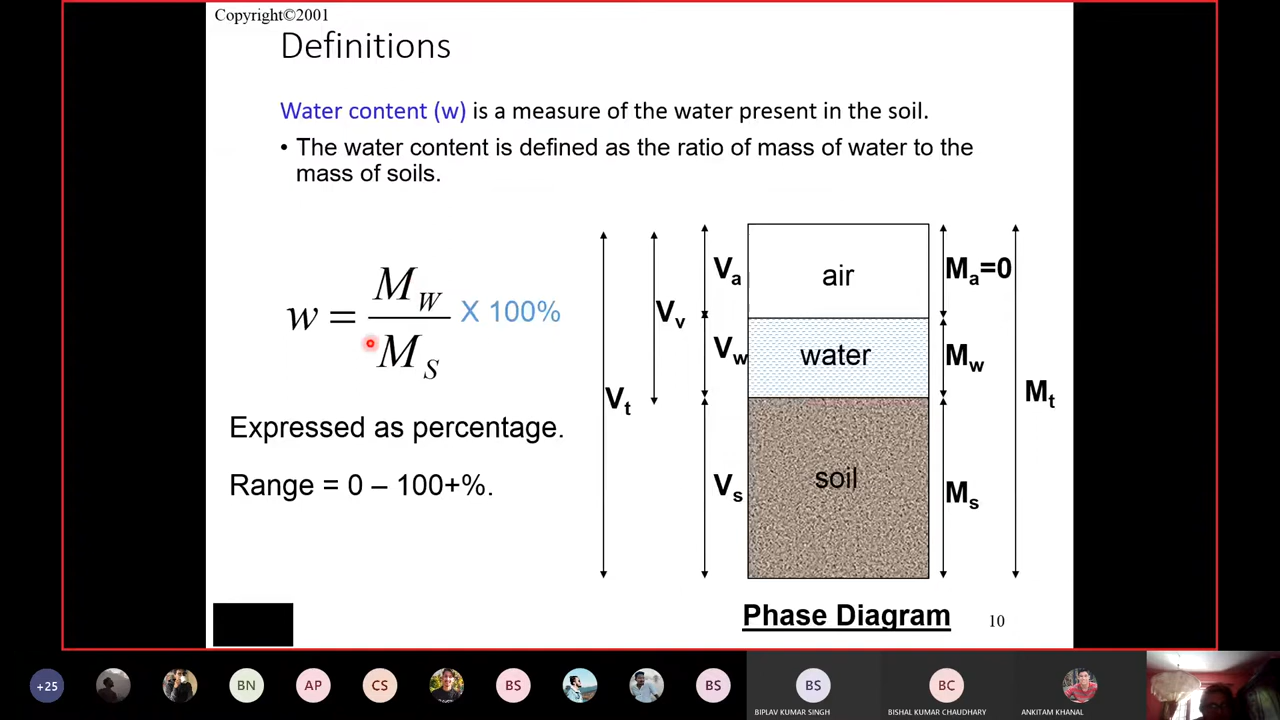 Copyright©2001
Definitions
Water content (w) is a measure of the water present in the soil.
• The water content is defined as the ratio of mass of water to the
mass of soils.
w = M_W / M_S X 100%
Expressed as percentage.
Range = 0 – 100+%.
V_t
V_v
V_a
V_w
V_s
air
water
soil
M_a=0
M_w
M_s
M_t
Phase Diagram
10
+25
BN
AP
CS
BS
BS
BS
BIPLAV KUMAR SINGH
BC
BISHAL KUMAR CHAUDHARY
ANKITAM KHANAL